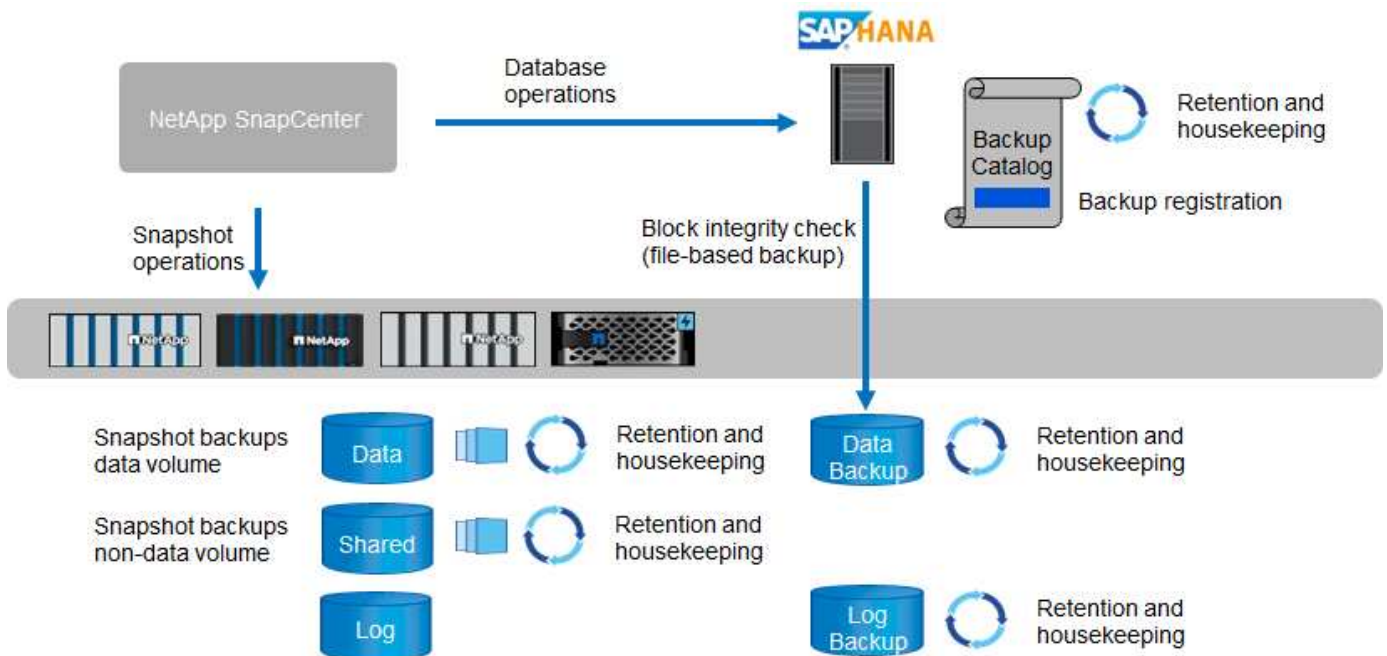 SAP HANA
NetApp SnapCenter
Database
operations
Backup
Catalog
Retention and
housekeeping
Backup registration
Snapshot
operations
Block integrity check
(file-based backup)
NetApp
NetApp
NetApp
Snapshot backups
data volume
Data
Retention and
housekeeping
Data
Backup
Retention and
housekeeping
Snapshot backups
non-data volume
Shared
Retention and
housekeeping
Log
Log
Backup
Retention and
housekeeping